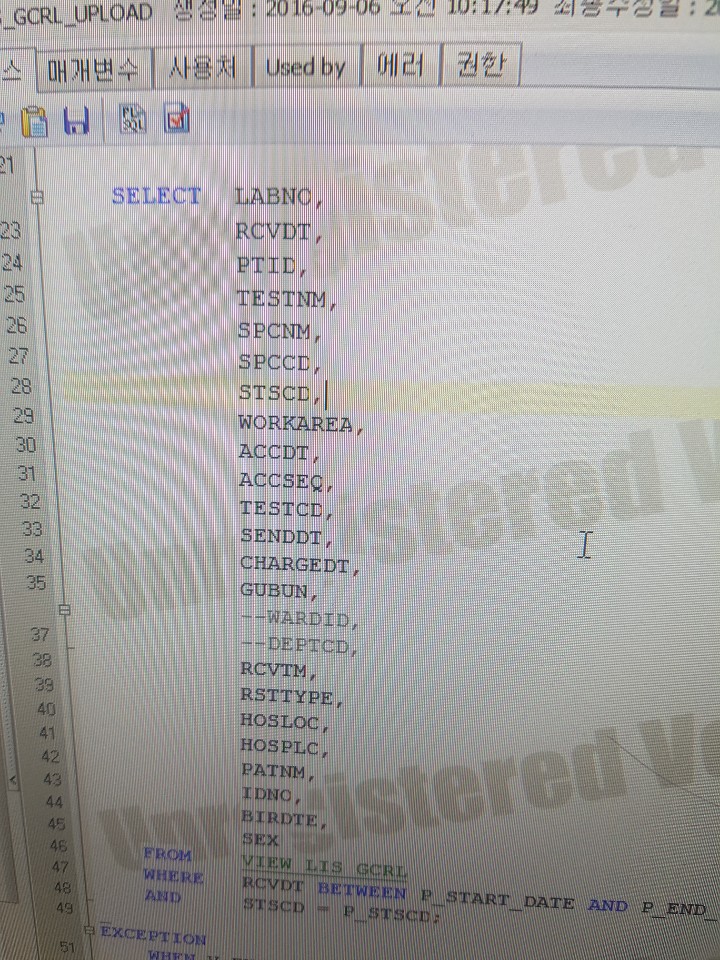 _GCRL_UPLOAD 생성일 : 2016-09-06 오전 10:17:49 최종수정일 : 2
스 매개변수 사용처 Used by 에러 권한
21
SELECT LABNO,
23 RCVDT,
24 PTID,
25 TESTNM,
26 SPCNM,
27 SPCCD,
28 STSCD,
29 WORKAREA,
30 ACCDT,
31 ACCSEQ,
32 TESTCD,
33 SENDDT,
34 CHARGEDT,
35 GUBUN,
--WARDID,
37 --DEPTCD,
38 RCVTM,
39 RSTTYPE,
40 HOSLOC,
41 HOSPLC,
42 PATNM,
43 IDNO,
44 BIRDTE,
45 SEX
46 FROM VIEW_LIS_GCRL
47 WHERE RCVDT BETWEEN P_START_DATE AND P_END_
48 AND STSCD = P_STSCD;
49
EXCEPTION
51 WHEN
Unregistered
Unregistered
Unregistered